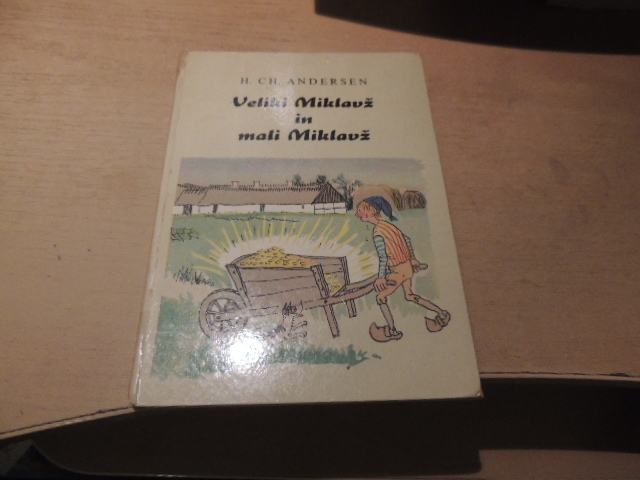 H. CH. ANDERSEN
Veliki Miklavž
in
mali Miklavž